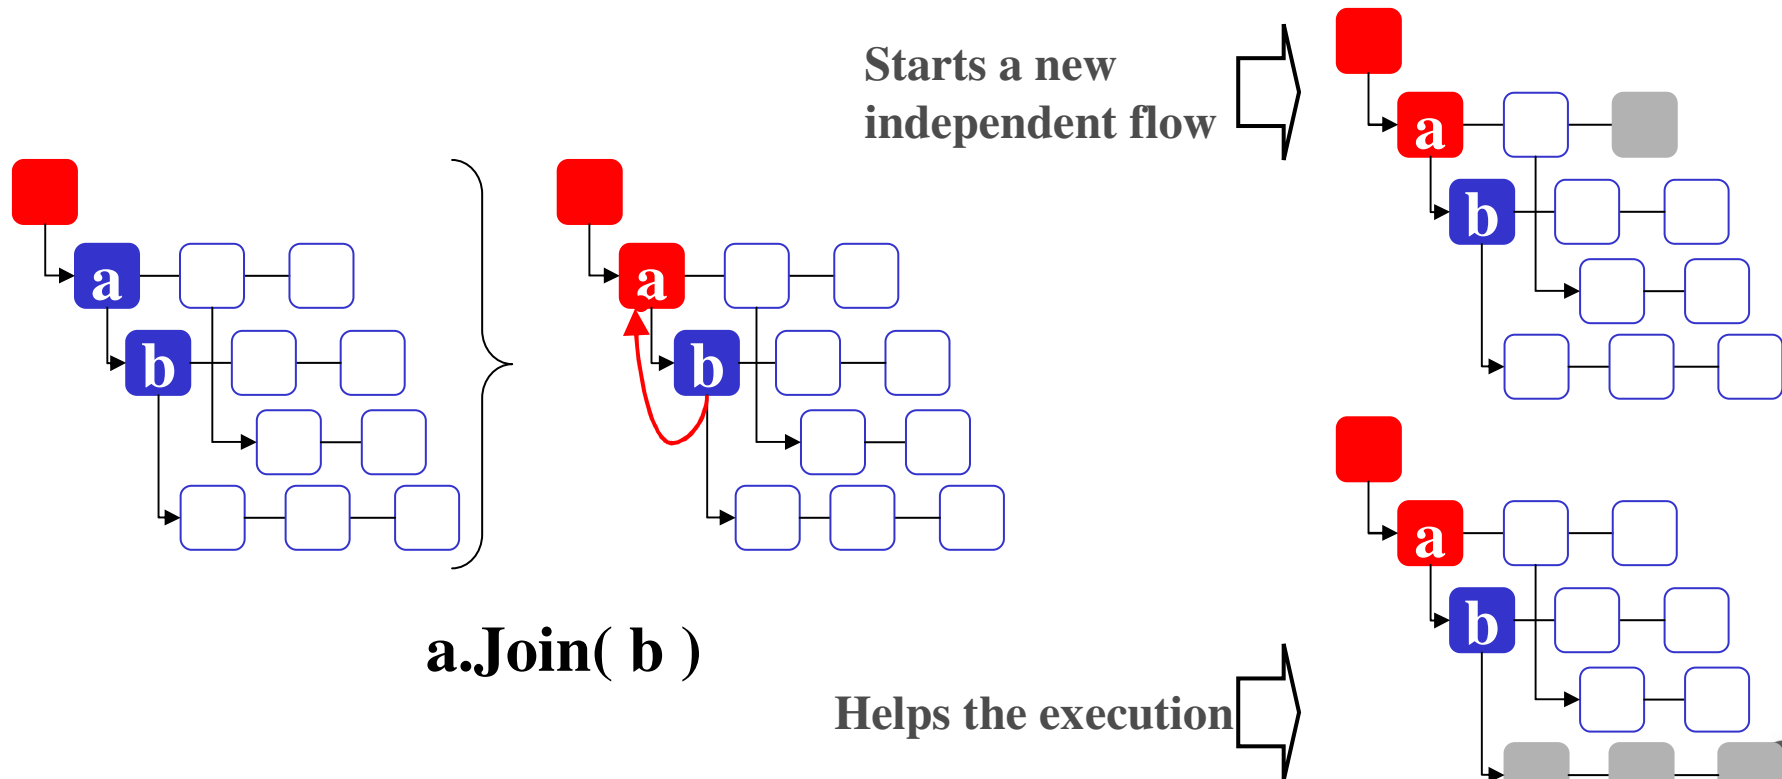 Starts a new
independent flow
a
b
a
b
a
b
a.Join( b )
Helps the execution
a
b